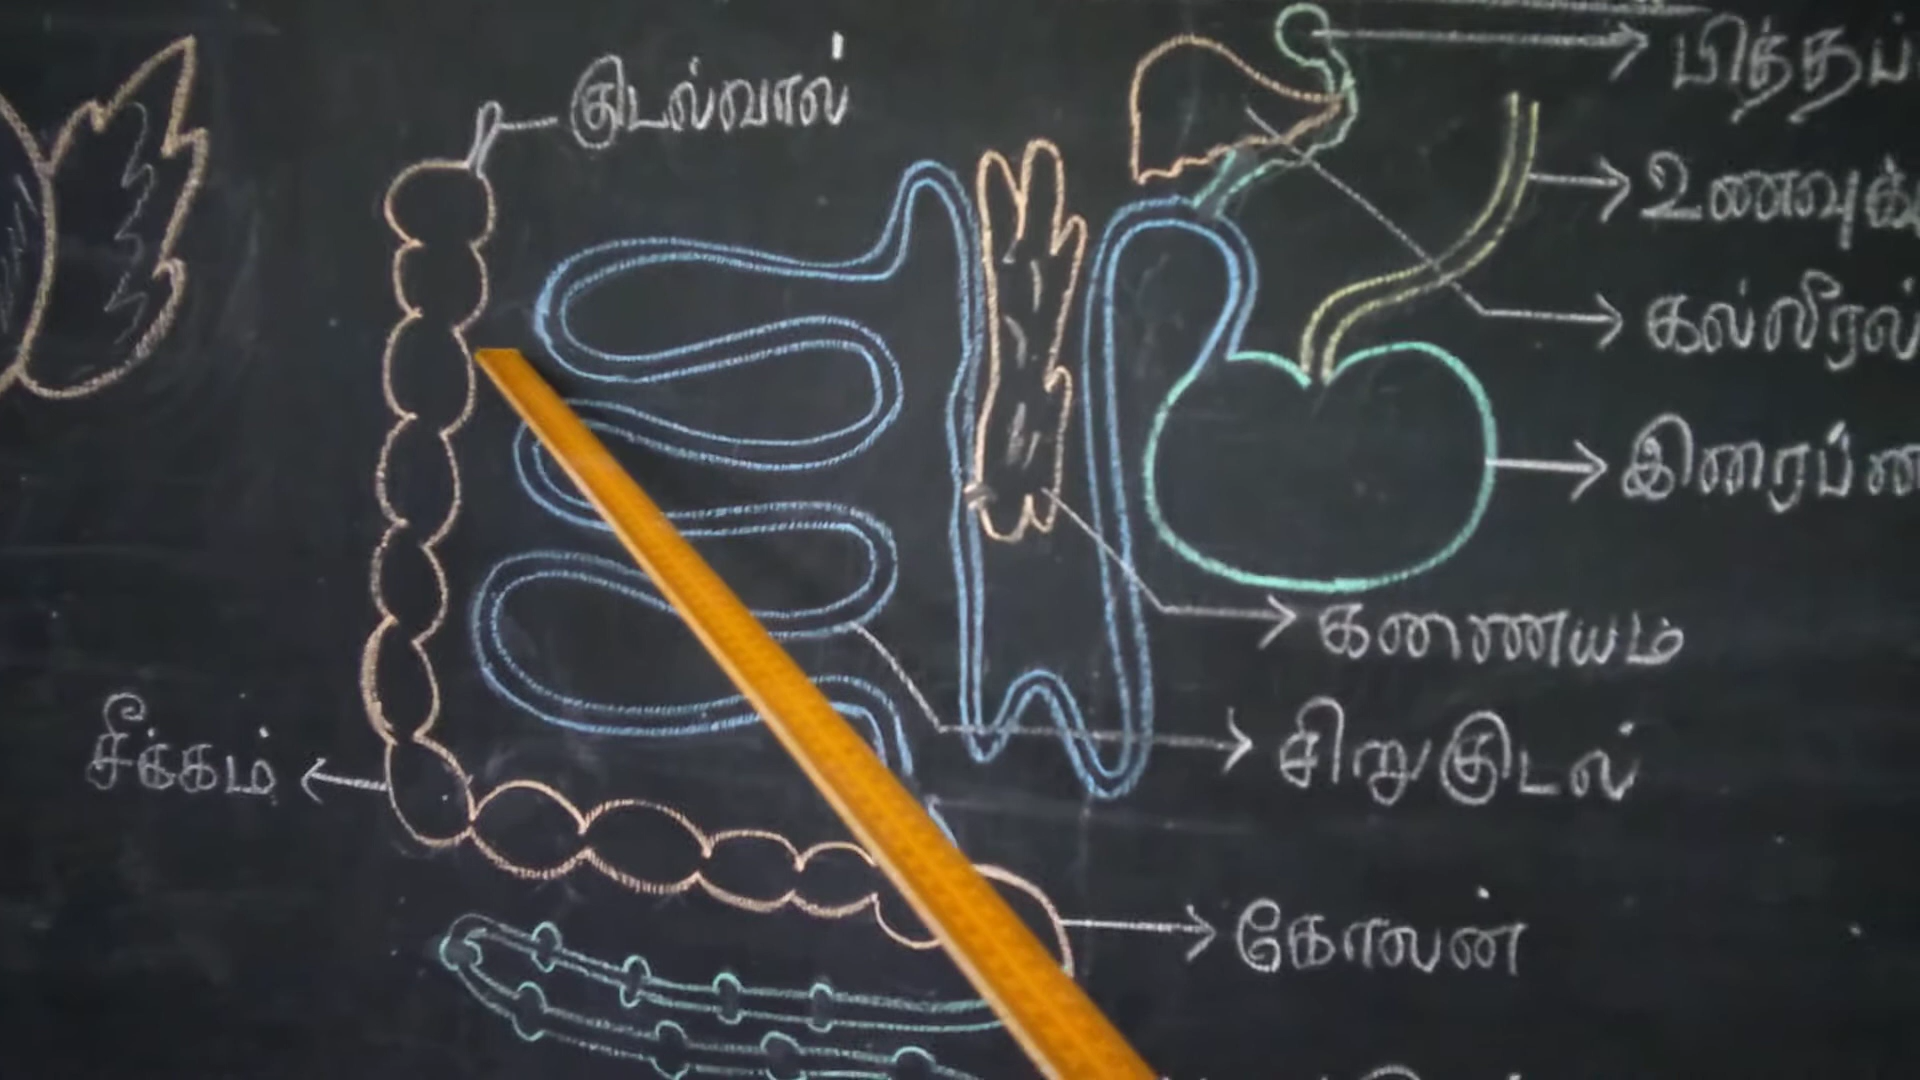 குடல்வால்
பித்தப்
உணவுக்கு
கல்லீரல்
இரைப்பை
கணையம்
சிறுகுடல்
சீக்கம்
கோலன்